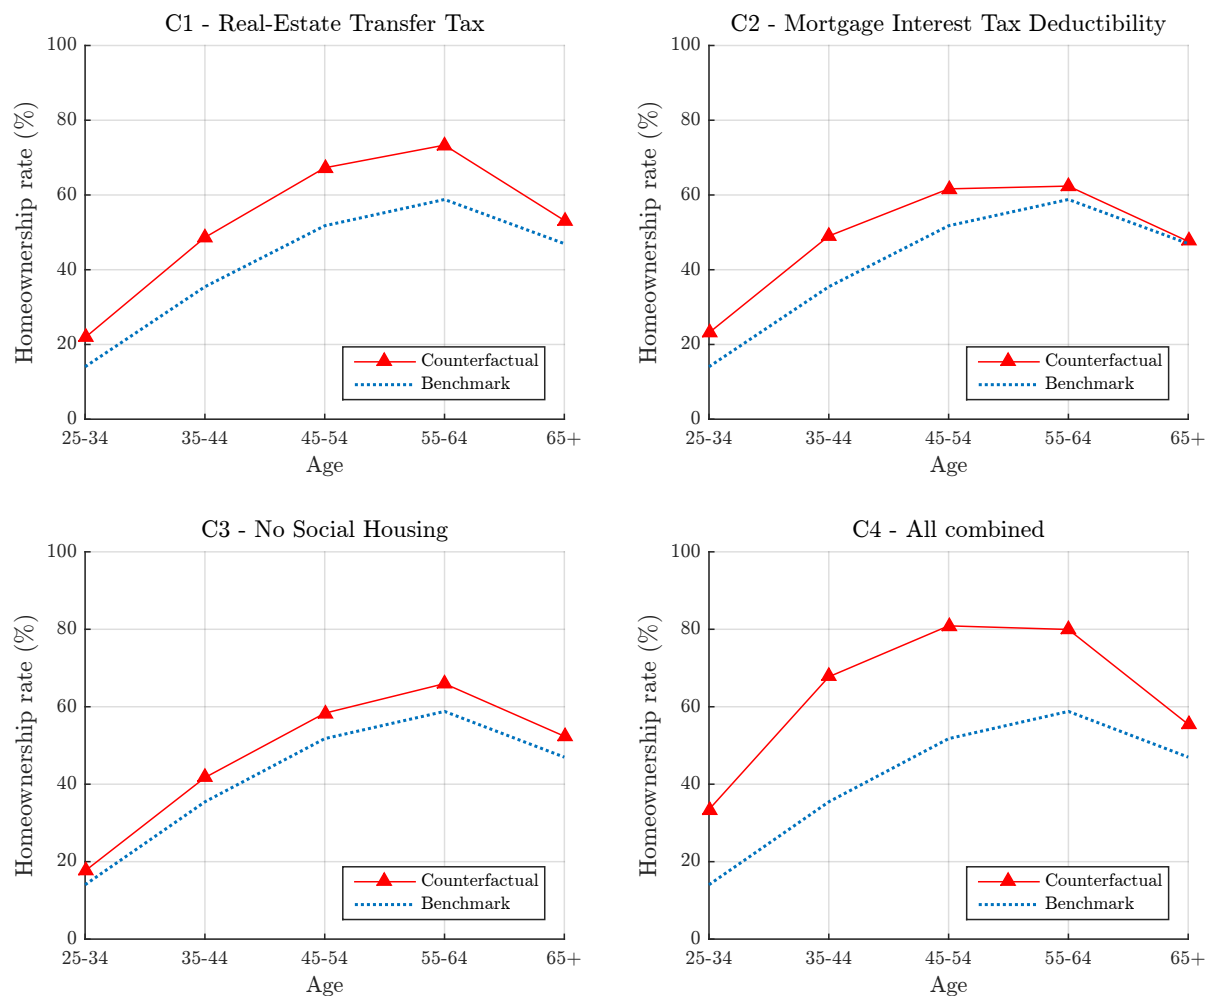 C1 - Real-Estate Transfer Tax
Homeownership rate (%)
100
80
60
40
20
0
Counterfactual
Benchmark
25-34 35-44 45-54 55-64 65+
Age
C2 - Mortgage Interest Tax Deductibility
Homeownership rate (%)
100
80
60
40
20
0
Counterfactual
Benchmark
25-34 35-44 45-54 55-64 65+
Age
C3 - No Social Housing
Homeownership rate (%)
100
80
60
40
20
0
Counterfactual
Benchmark
25-34 35-44 45-54 55-64 65+
Age
C4 - All combined
Homeownership rate (%)
100
80
60
40
20
0
Counterfactual
Benchmark
25-34 35-44 45-54 55-64 65+
Age